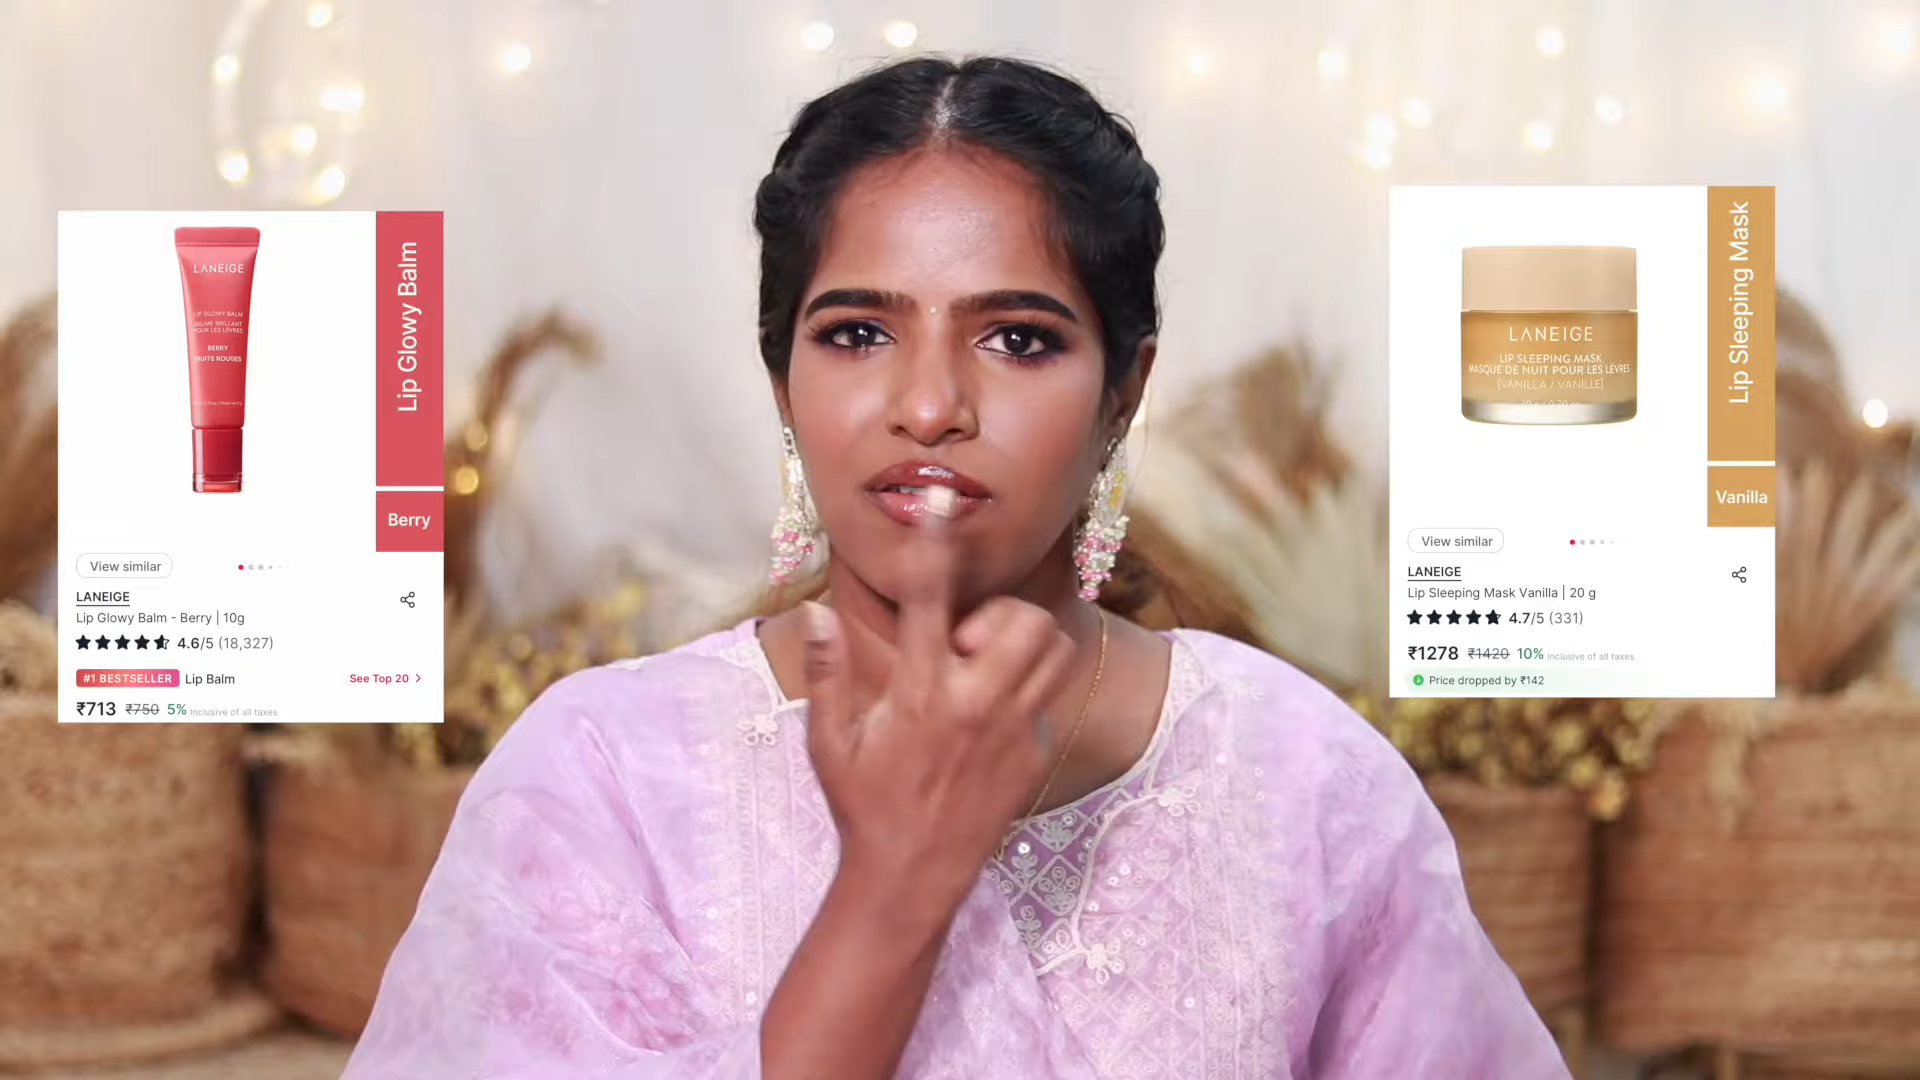 LANEIGE
LIP GLOWY BALM
BAUME BRILLANT
POUR LES LÈVRES
BERRY
FRUITS ROUGES
Lip Glowy Balm
Berry
View similar
LANEIGE
Lip Glowy Balm - Berry | 10g
4.6/5 (18,327)
#1 BESTSELLER Lip Balm See Top 20
₹713 ₹750 5% Inclusive of all taxes
LANEIGE
LIP SLEEPING MASK
MASQUE DE NUIT POUR LES LÈVRES
[VANILLA / VANILLE]
Lip Sleeping Mask
Vanilla
View similar
LANEIGE
Lip Sleeping Mask Vanilla | 20 g
4.7/5 (331)
₹1278 ₹1420 10% Inclusive of all taxes
Price dropped by ₹142